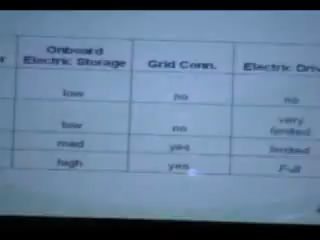 Onboard
r Electric Storage Grid Conn. Electric Driv
low no no
low no very
limited
med yes limited
high yes Full